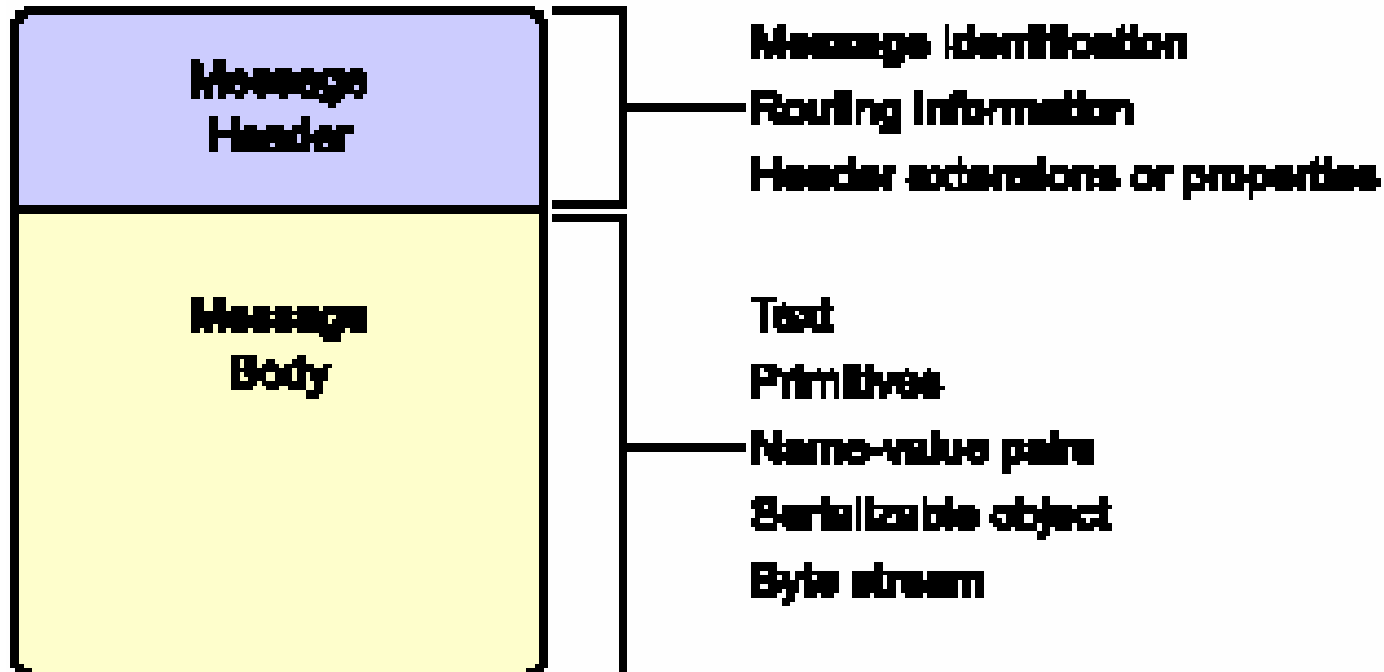 Message
Header
Message Identification
Routing Information
Header extensions or properties
Message
Body
Text
Primitives
Name-value pairs
Serializable object
Byte stream